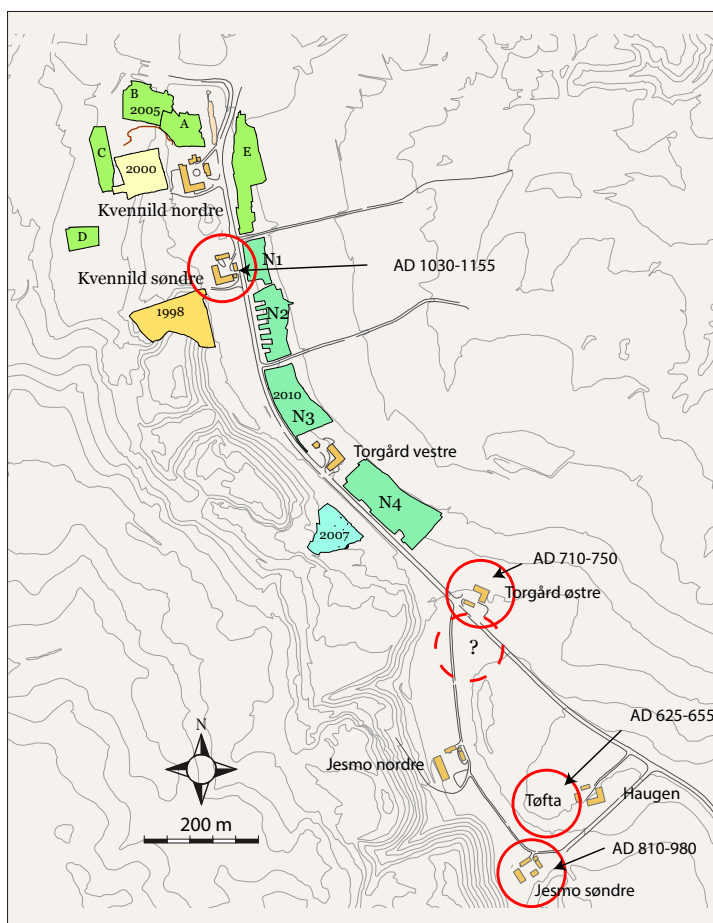 B
2005
A
C
2000
E
Kvennild nordre
D
N1
AD 1030-1155
Kvennild søndre
1998
N2
2010
N3
Torgård vestre
N4
2007
AD 710-750
Torgård østre
?
AD 625-655
N
Jesmo nordre
Tøfta
Haugen
200 m
AD 810-980
Jesmo søndre